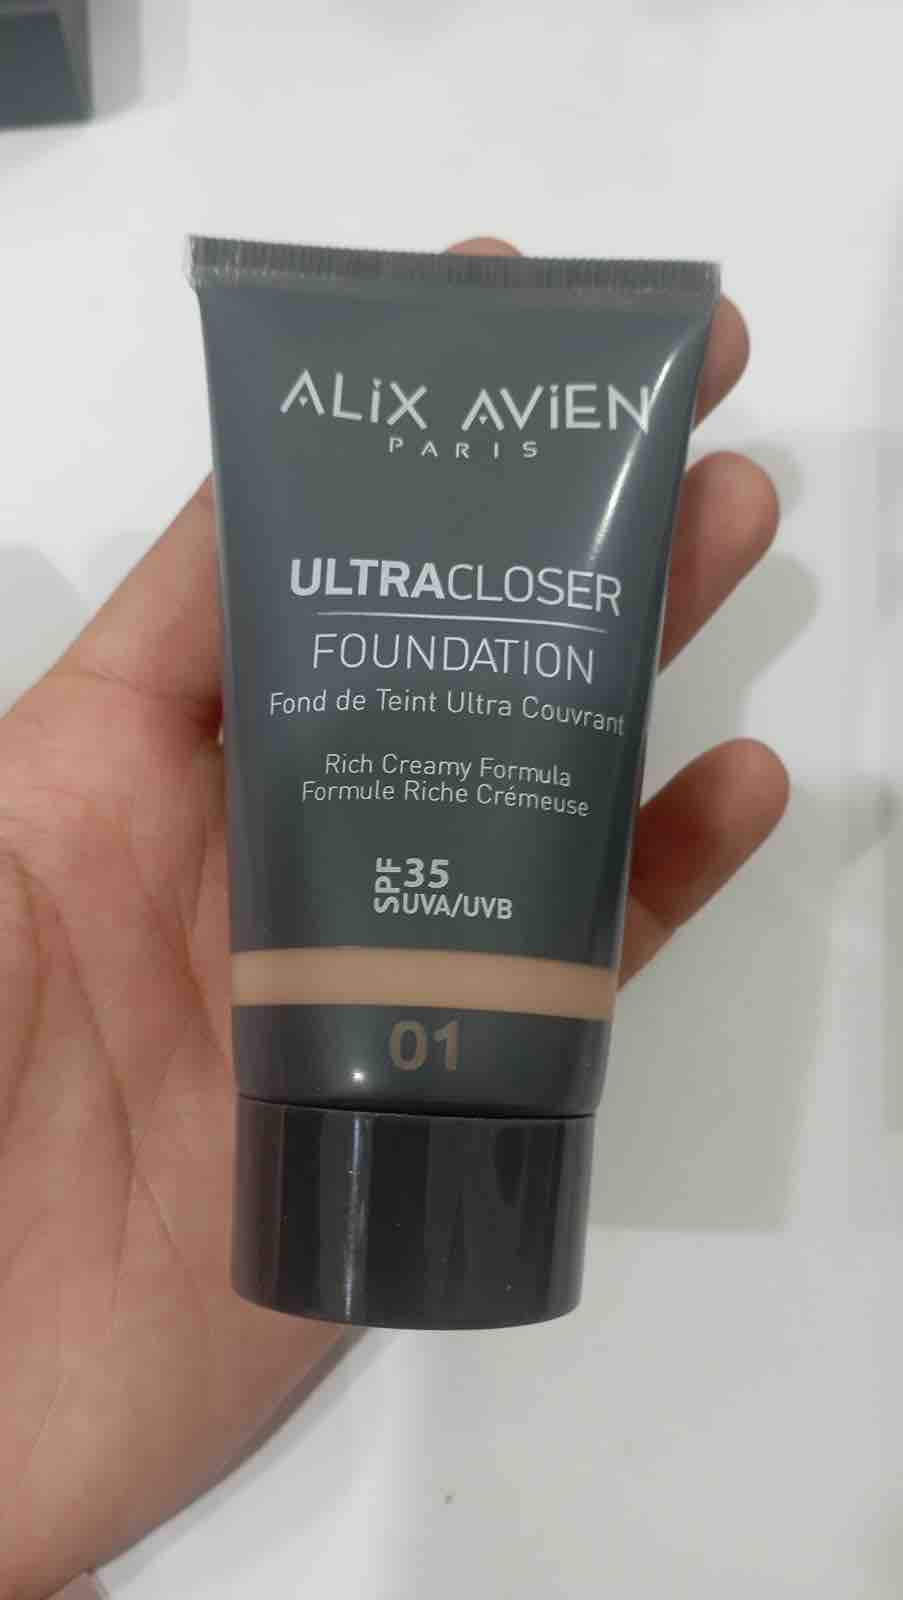 ALiX AViEN
PARIS
ULTRACLOSER
FOUNDATION
Fond de Teint Ultra Couvrant
Rich Creamy Formula
Formule Riche Crémeuse
SPF 35
UVA/UVB
01